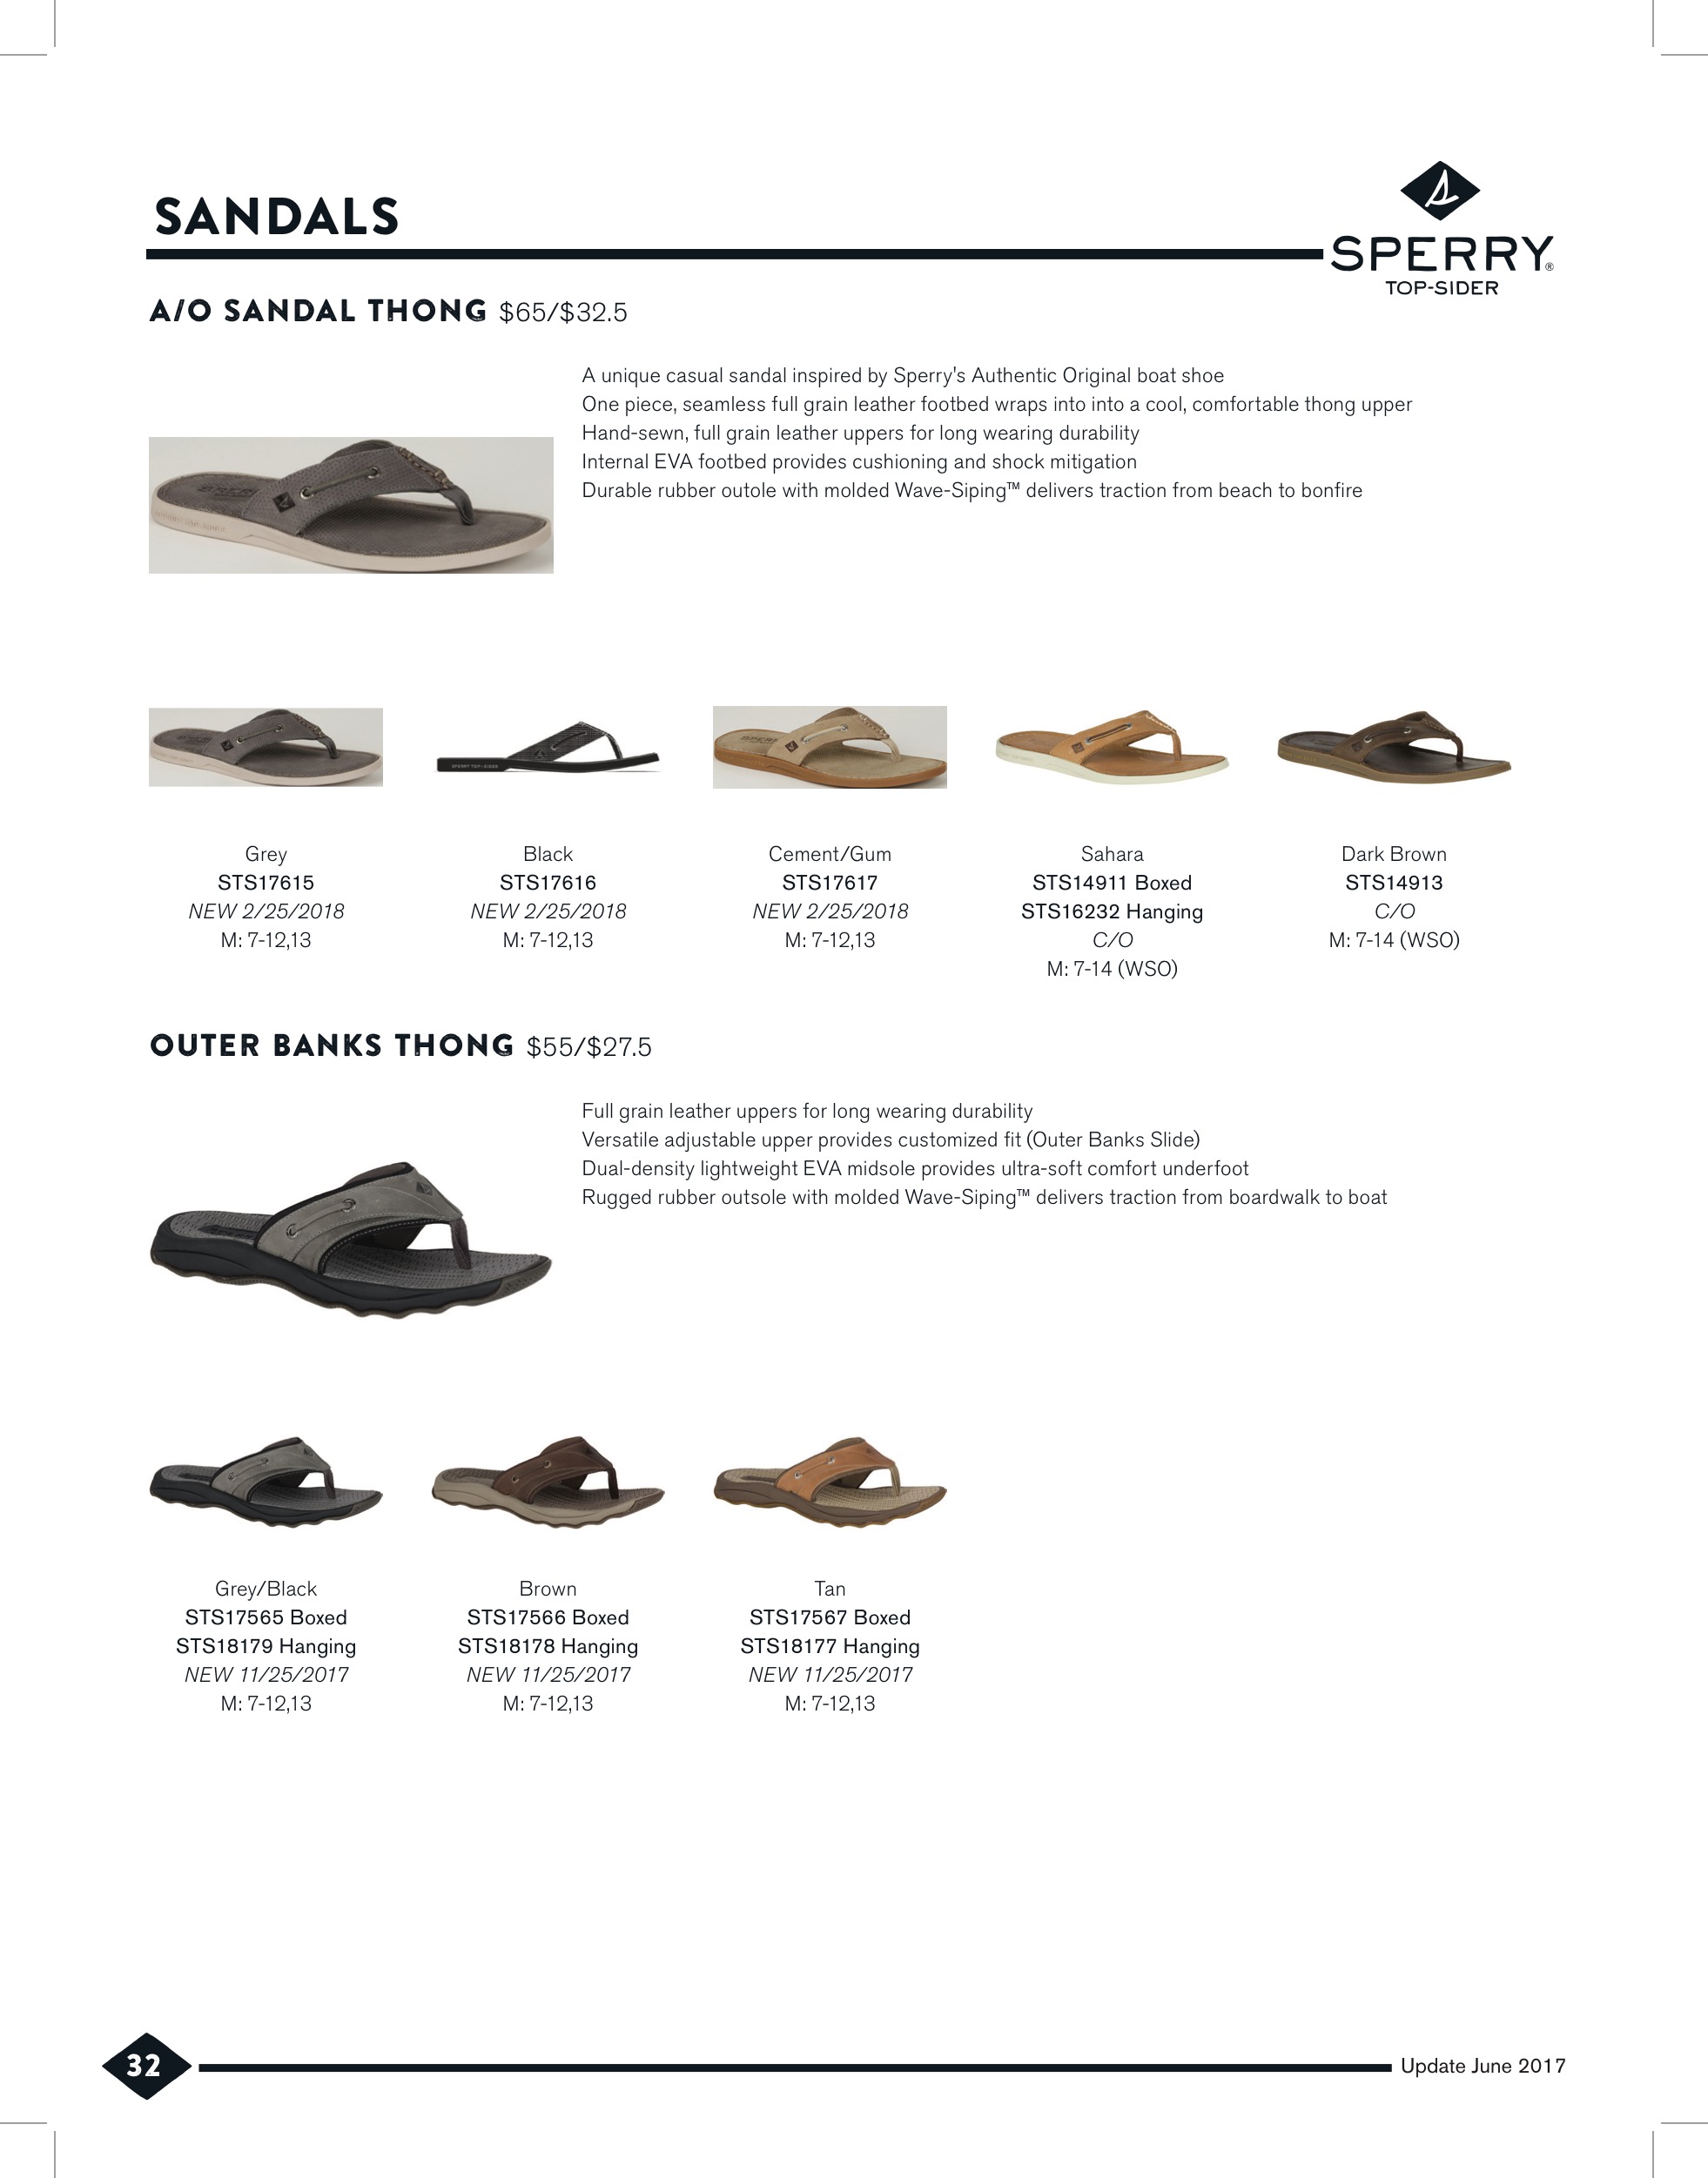 SANDALS
SPERRY®
TOP-SIDER
A/O SANDAL THONG $65/$32.5
A unique casual sandal inspired by Sperry's Authentic Original boat shoe
One piece, seamless full grain leather footbed wraps into into a cool, comfortable thong upper
Hand-sewn, full grain leather uppers for long wearing durability
Internal EVA footbed provides cushioning and shock mitigation
Durable rubber outole with molded Wave-Siping™ delivers traction from beach to bonfire
SPERRY TOP-SIDER
Grey
STS17615
NEW 2/25/2018
M: 7-12,13
Black
STS17616
NEW 2/25/2018
M: 7-12,13
Cement/Gum
STS17617
NEW 2/25/2018
M: 7-12,13
Sahara
STS14911 Boxed
STS16232 Hanging
C/O
M: 7-14 (WSO)
Dark Brown
STS14913
C/O
M: 7-14 (WSO)
OUTER BANKS THONG $55/$27.5
Full grain leather uppers for long wearing durability
Versatile adjustable upper provides customized fit (Outer Banks Slide)
Dual-density lightweight EVA midsole provides ultra-soft comfort underfoot
Rugged rubber outsole with molded Wave-Siping™ delivers traction from boardwalk to boat
Grey/Black
STS17565 Boxed
STS18179 Hanging
NEW 11/25/2017
M: 7-12,13
Brown
STS17566 Boxed
STS18178 Hanging
NEW 11/25/2017
M: 7-12,13
Tan
STS17567 Boxed
STS18177 Hanging
NEW 11/25/2017
M: 7-12,13
32
Update June 2017